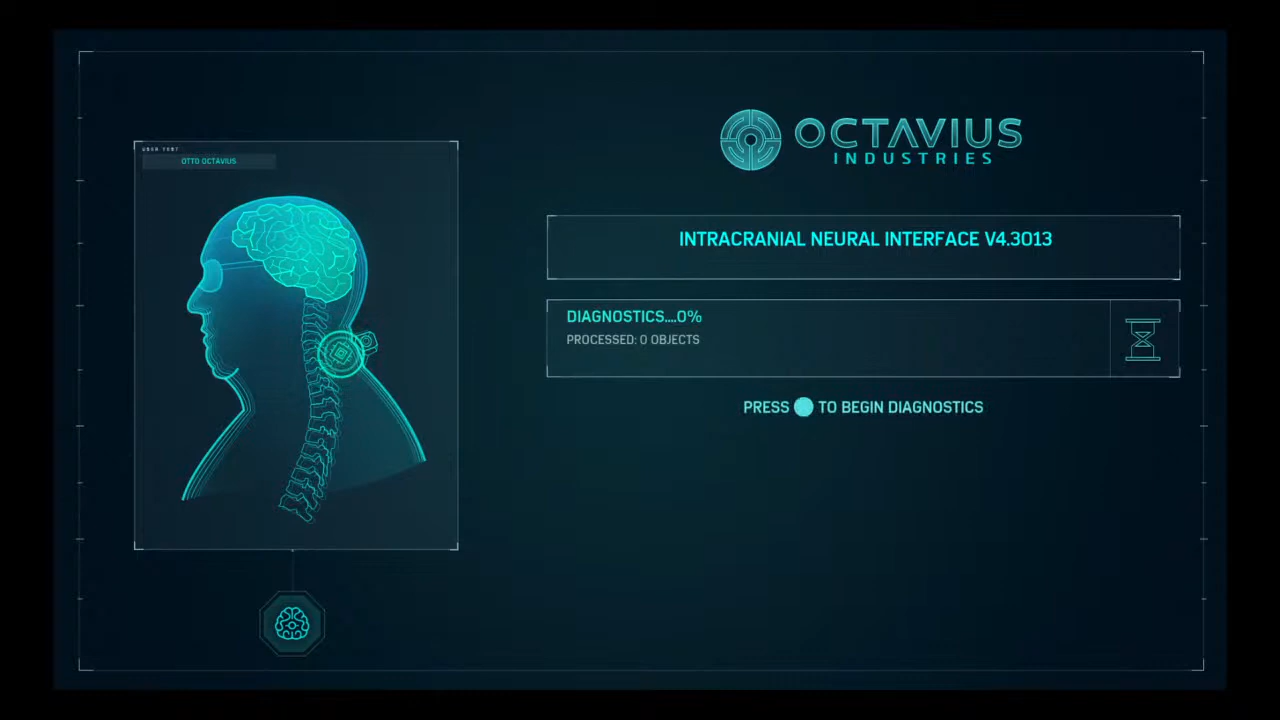 OTTO OCTAVIUS
OCTAVIUS
INDUSTRIES
INTRACRANIAL NEURAL INTERFACE V4.3013
DIAGNOSTICS....0%
PROCESSED: 0 OBJECTS
PRESS TO BEGIN DIAGNOSTICS